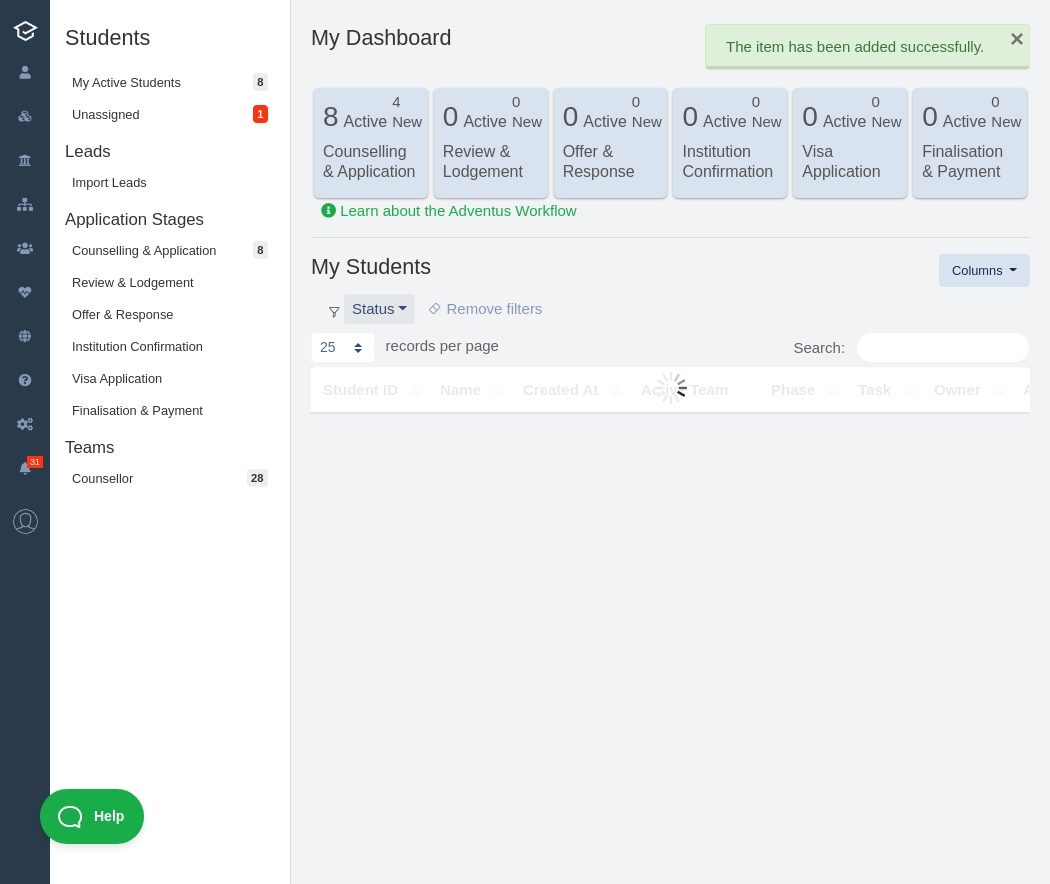 Students
My Active Students 8
Unassigned 1
Leads
Import Leads
Application Stages
Counselling & Application 8
Review & Lodgement
Offer & Response
Institution Confirmation
Visa Application
Finalisation & Payment
Teams
Counsellor 28
31
Help
My Dashboard
The item has been added successfully. ×
8 Active 4 New
Counselling
& Application
0 Active 0 New
Review &
Lodgement
0 Active 0 New
Offer &
Response
0 Active 0 New
Institution
Confirmation
0 Active 0 New
Visa
Application
0 Active 0 New
Finalisation
& Payment
Learn about the Adventus Workflow
My Students
Columns
Status Remove filters
25 records per page Search:
Student ID Name Created At Team Phase Task Owner